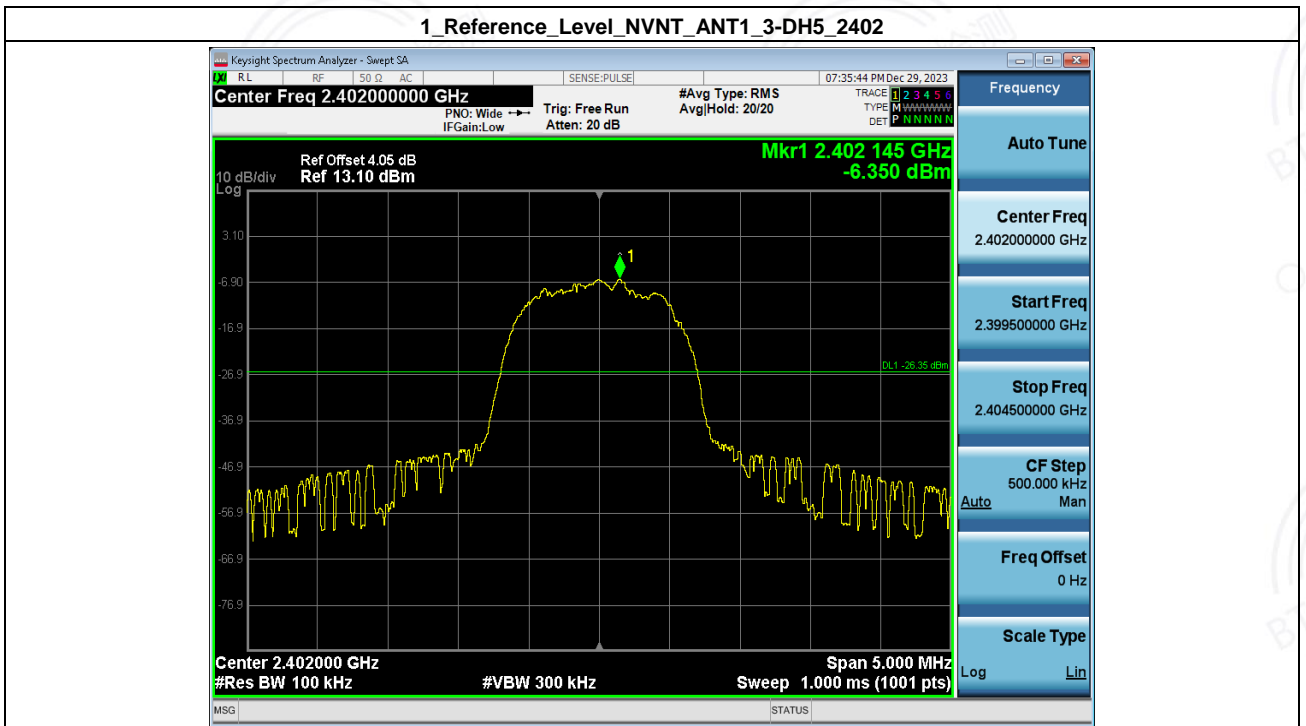 1_Reference_Level_NVNT_ANT1_3-DH5_2402
Keysight Spectrum Analyzer - Swept SA
LXI RL RF 50 Ω AC SENSE:PULSE 07:35:44 PM Dec 29, 2023
Center Freq 2.402000000 GHz
PNO: Wide
IFGain:Low
Trig: Free Run
Atten: 20 dB
#Avg Type: RMS
Avg|Hold: 20/20
TRACE 1 2 3 4 5 6
TYPE M WWWWW
DET P N N N N N
Mkr1 2.402 145 GHz
-6.350 dBm
Ref Offset 4.05 dB
10 dB/div Ref 13.10 dBm
Log
1
3.10
-6.90
-16.9
DL1 -26.35 dBm
-26.9
-36.9
-46.9
-56.9
-66.9
-76.9
Center 2.402000 GHz Span 5.000 MHz
#Res BW 100 kHz #VBW 300 kHz Sweep 1.000 ms (1001 pts)
MSG STATUS
Frequency
Auto Tune
Center Freq
2.402000000 GHz
Start Freq
2.399500000 GHz
Stop Freq
2.404500000 GHz
CF Step
500.000 kHz
Auto Man
Freq Offset
0 Hz
Scale Type
Log Lin